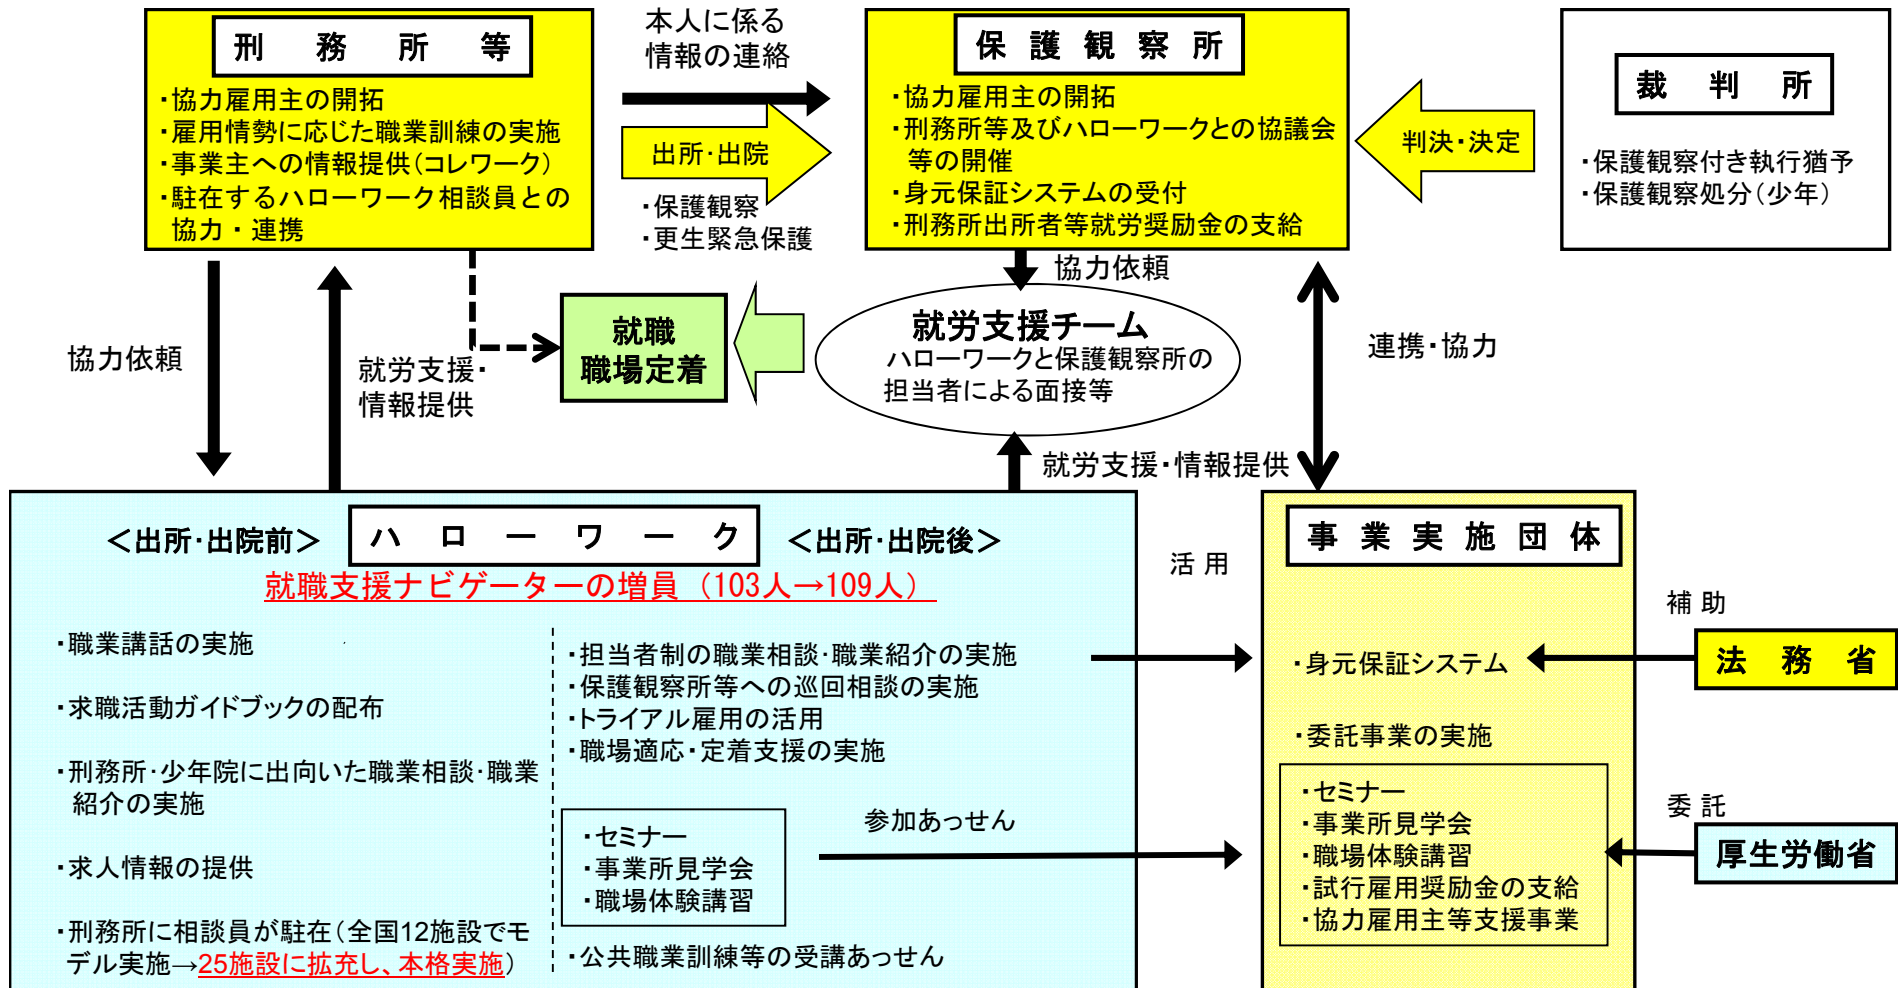 刑務所等
・協力雇用主の開拓
・雇用情勢に応じた職業訓練の実施
・事業主への情報提供(コレワーク)
・駐在するハローワーク相談員との
協力・連携
本人に係る
情報の連絡
出所・出院
・保護観察
・更生緊急保護
保護観察所
・協力雇用主の開拓
・刑務所等及びハローワークとの協議会
等の開催
・身元保証システムの受付
・刑務所出所者等就労奨励金の支給
判決・決定
裁判所
・保護観察付き執行猶予
・保護観察処分(少年)
協力依頼
就労支援・
情報提供
就職
職場定着
協力依頼
就労支援チーム
ハローワークと保護観察所の
担当者による面接等
就労支援・情報提供
連携・協力
<出所・出院前>
ハローワーク
<出所・出院後>
就職支援ナビゲーターの増員 (103人→109人)
・職業講話の実施
・求職活動ガイドブックの配布
・刑務所・少年院に出向いた職業相談・職業
紹介の実施
・求人情報の提供
・刑務所に相談員が駐在(全国12施設でモ
デル実施→25施設に拡充し、本格実施)
・担当者制の職業相談・職業紹介の実施
・保護観察所等への巡回相談の実施
・トライアル雇用の活用
・職場適応・定着支援の実施
・セミナー
・事業所見学会
・職場体験講習
・公共職業訓練等の受講あっせん
活用
参加あっせん
事業実施団体
・身元保証システム
・委託事業の実施
・セミナー
・事業所見学会
・職場体験講習
・試行雇用奨励金の支給
・協力雇用主等支援事業
補助
法務省
委託
厚生労働省